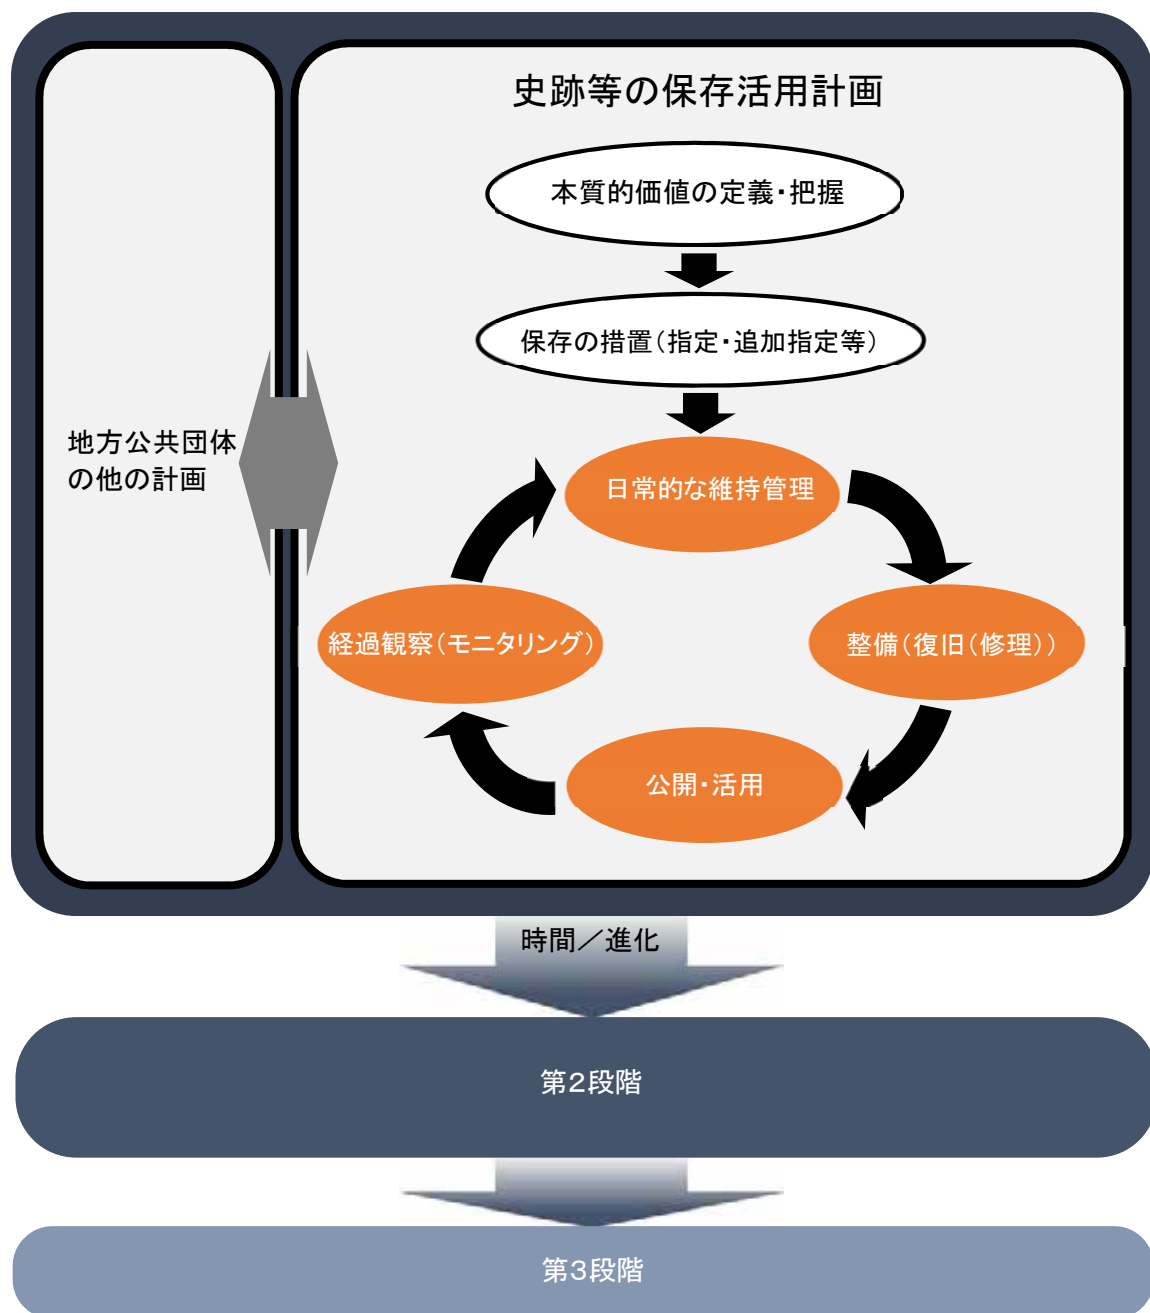 史跡等の保存活用計画
本質的価値の定義・把握
保存の措置（指定・追加指定等）
地方公共団体
の他の計画
日常的な維持管理
経過観察（モニタリング）
整備（復旧（修理））
公開・活用
時間／進化
第２段階
第３段階